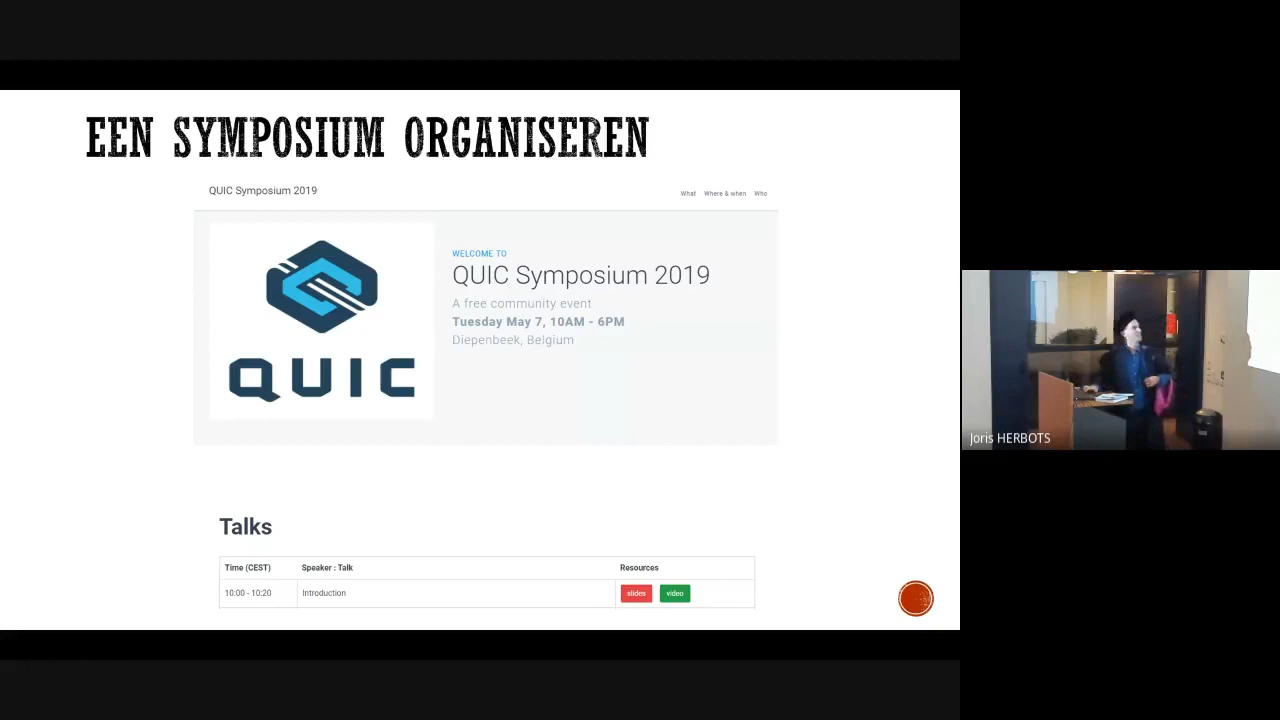 EEN SYMPOSIUM ORGANISEREN
QUIC Symposium 2019
What Where & when Who
WELCOME TO
QUIC Symposium 2019
A free community event
Tuesday May 7, 10AM - 6PM
Diepenbeek, Belgium
QUIC
Talks
Time (CEST) Speaker : Talk Resources
10:00 - 10:20 Introduction slides video
Joris HERBOTS